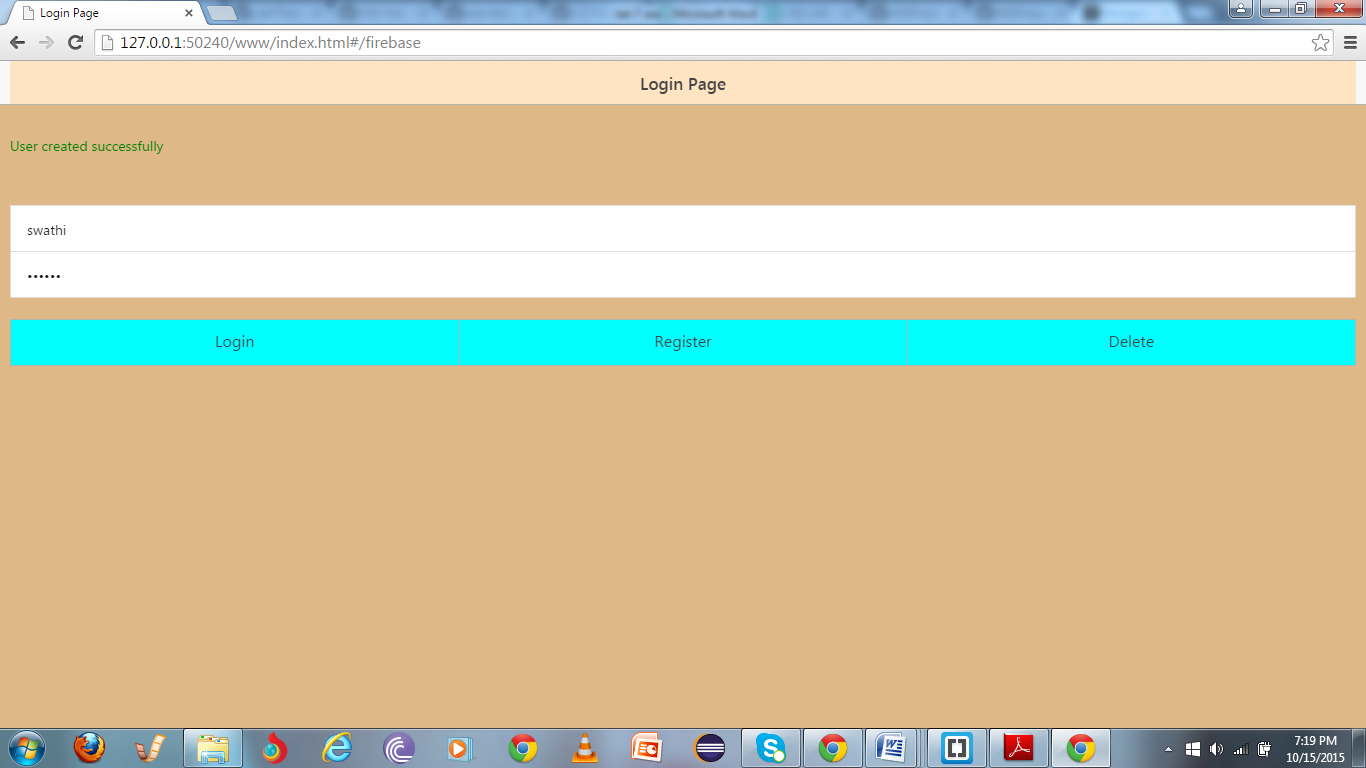 Login Page
127.0.0.1:50240/www/index.html#/firebase
Login Page
User created successfully
swathi
••••••
Login Register Delete
7:19 PM
10/15/2015